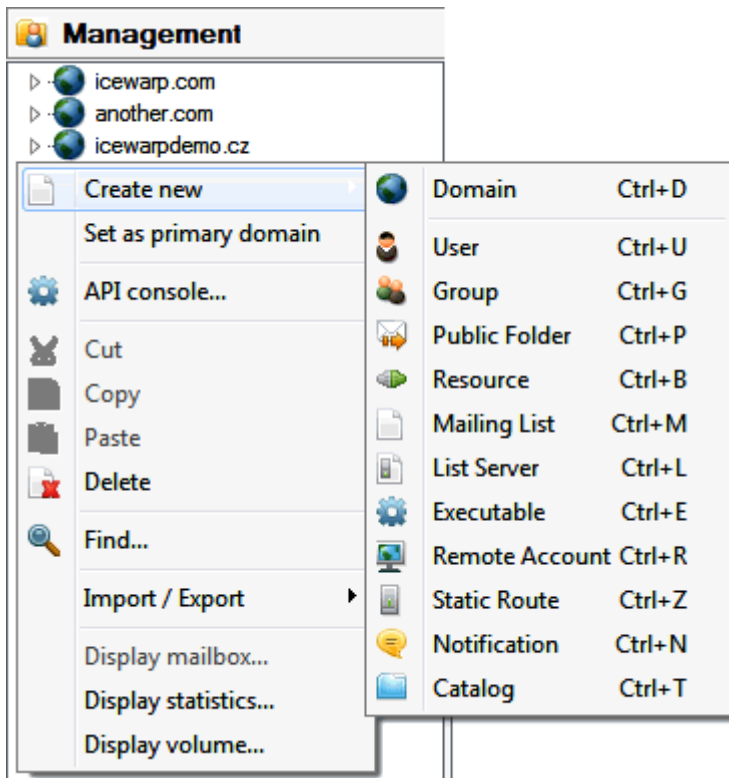 Management
icewarp.com
another.com
icewarpdemo.cz
Create new
Set as primary domain
API console...
Cut
Copy
Paste
Delete
Find...
Import / Export
Display mailbox...
Display statistics...
Display volume...
Domain Ctrl+D
User Ctrl+U
Group Ctrl+G
Public Folder Ctrl+P
Resource Ctrl+B
Mailing List Ctrl+M
List Server Ctrl+L
Executable Ctrl+E
Remote Account Ctrl+R
Static Route Ctrl+Z
Notification Ctrl+N
Catalog Ctrl+T